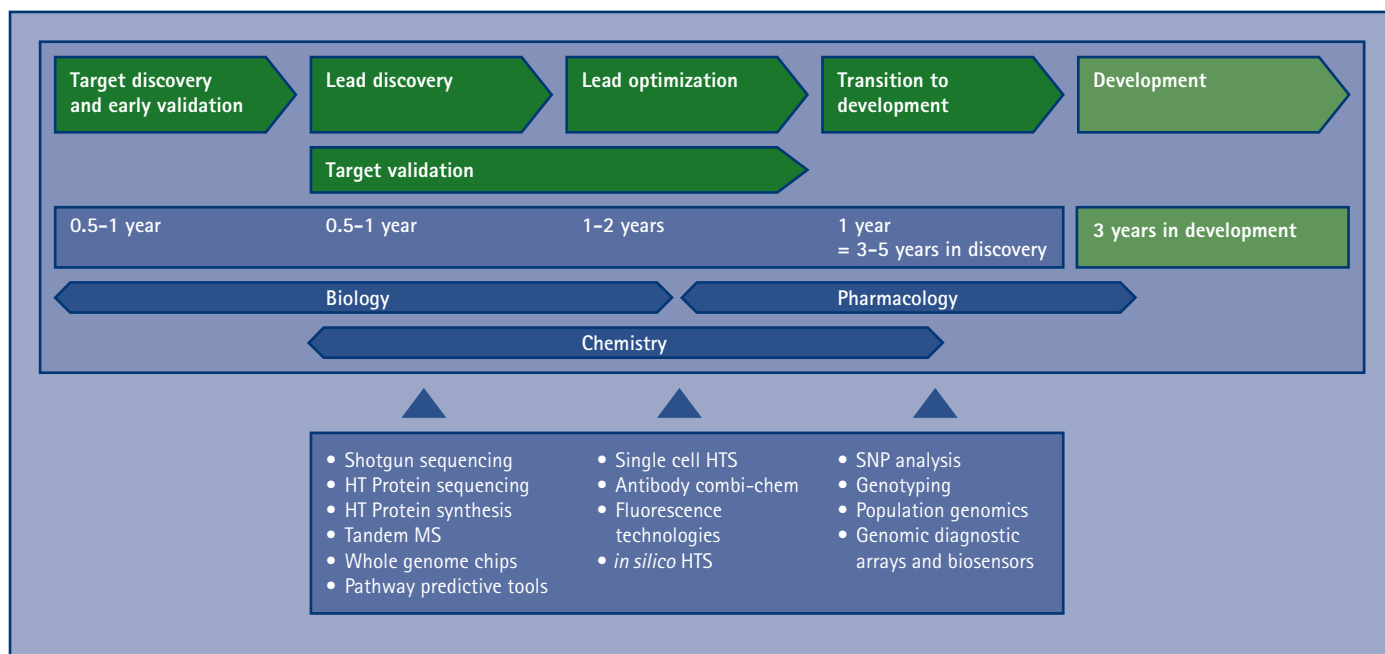 Target discovery
and early validation
Lead discovery
Lead optimization
Transition to
development
Development
Target validation
0.5–1 year
0.5–1 year
1–2 years
1 year
= 3–5 years in discovery
3 years in development
Biology
Pharmacology
Chemistry
• Shotgun sequencing
• HT Protein sequencing
• HT Protein synthesis
• Tandem MS
• Whole genome chips
• Pathway predictive tools
• Single cell HTS
• Antibody combi-chem
• Fluorescence
technologies
• in silico HTS
• SNP analysis
• Genotyping
• Population genomics
• Genomic diagnostic
arrays and biosensors